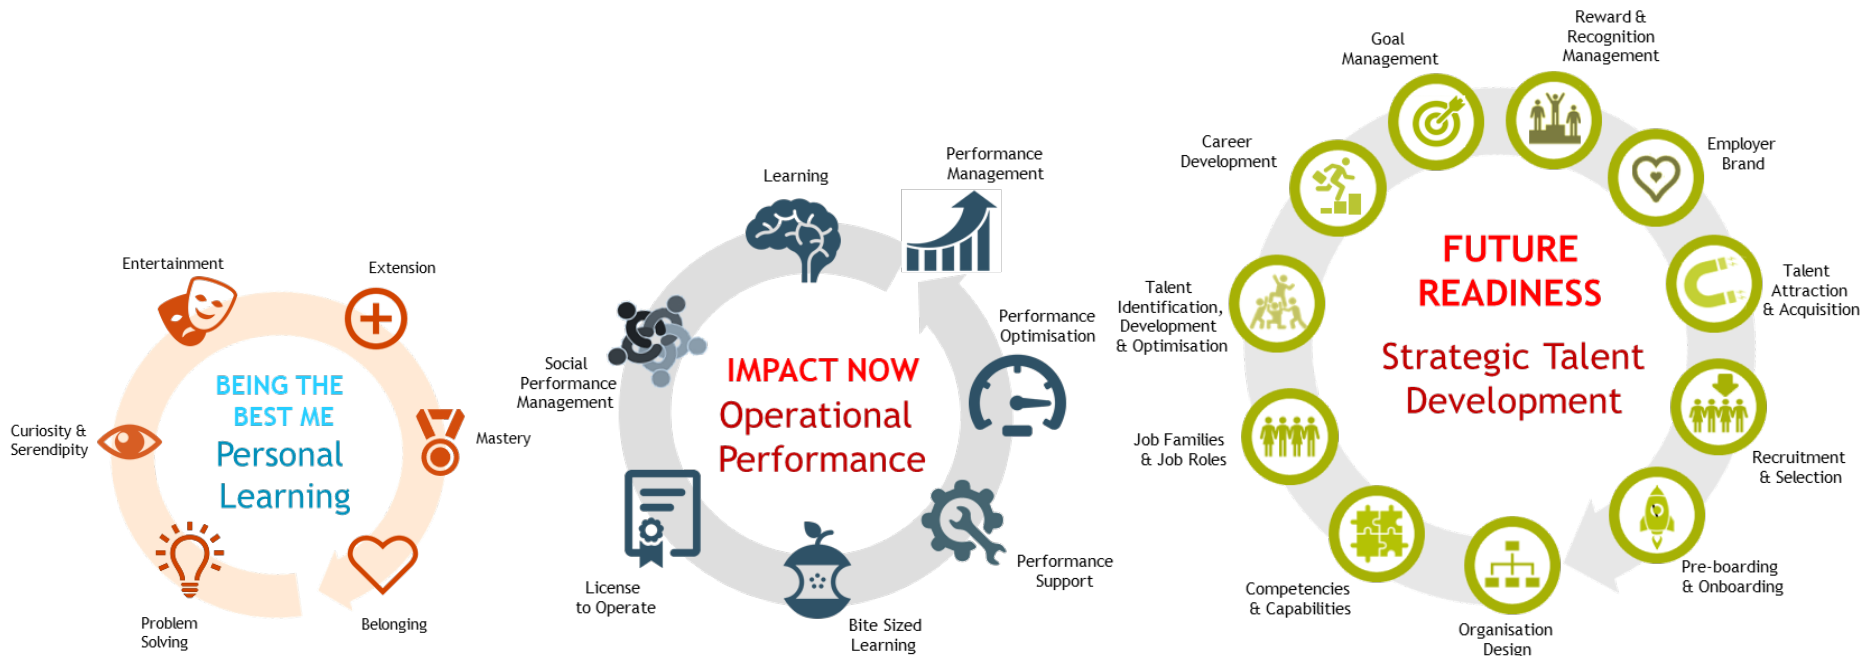 Entertainment
Extension
Mastery
Belonging
Problem
Solving
Curiosity &
Serendipity
BEING THE
BEST ME
Personal
Learning
Learning
Performance
Management
Performance
Optimisation
Performance
Support
Bite Sized
Learning
License
to Operate
Social
Performance
Management
IMPACT NOW
Operational
Performance
Goal
Management
Reward &
Recognition
Management
Employer
Brand
Talent
Attraction
& Acquisition
Recruitment
& Selection
Pre-boarding
& Onboarding
Organisation
Design
Competencies
& Capabilities
Job Families
& Job Roles
Talent
Identification,
Development
& Optimisation
Career
Development
FUTURE
READINESS
Strategic Talent
Development